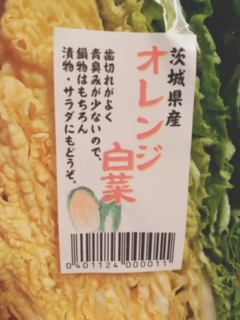 茨城県産
オレンジ
白菜
歯切れがよく
青臭みが少ないので、
鍋物はもちろん
漬物・サラダにもどうぞ。
0401124 000011